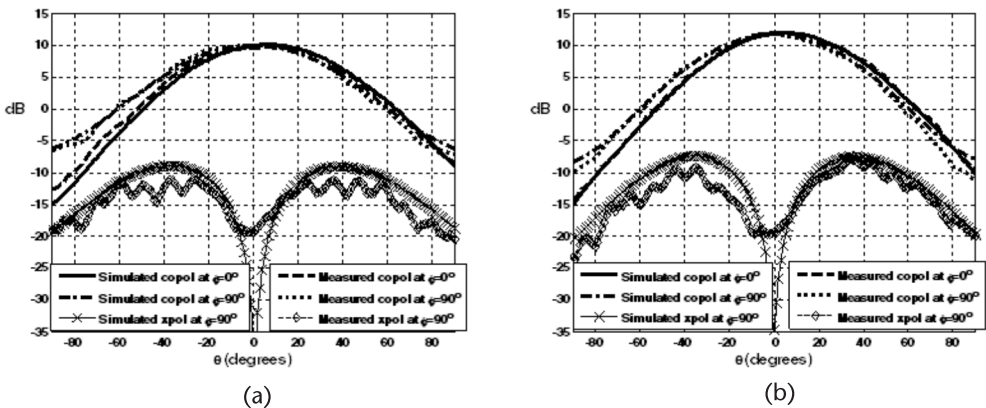 15
10
5
0
-5
-10
-15
-20
-25
-30
-35
dB
Simulated copol at φ=0°
Simulated copol at φ=90°
Simulated xpol at φ=90°
Measured copol at φ=0°
Measured copol at φ=90°
Measured xpol at φ=90°
-80 -60 -40 -20 0 20 40 60 80
θ (degrees)
(a)
15
10
5
0
-5
-10
-15
-20
-25
-30
-35
dB
Simulated copol at φ=0°
Simulated copol at φ=90°
Simulated xpol at φ=90°
Measured copol at φ=0°
Measured copol at φ=90°
Measured xpol at φ=90°
-80 -60 -40 -20 0 20 40 60 80
θ (degrees)
(b)